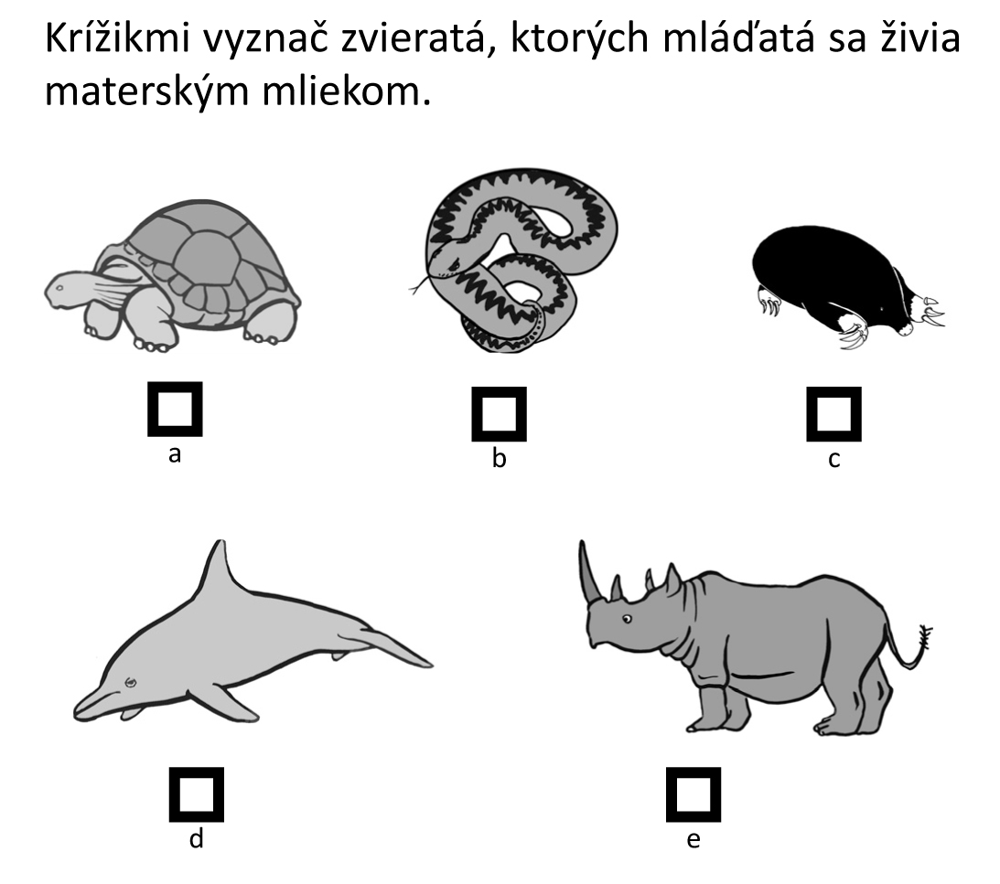 Krížikmi vyznač zvieratá, ktorých mláďatá sa živia
materským mliekom.
a
b
c
d
e